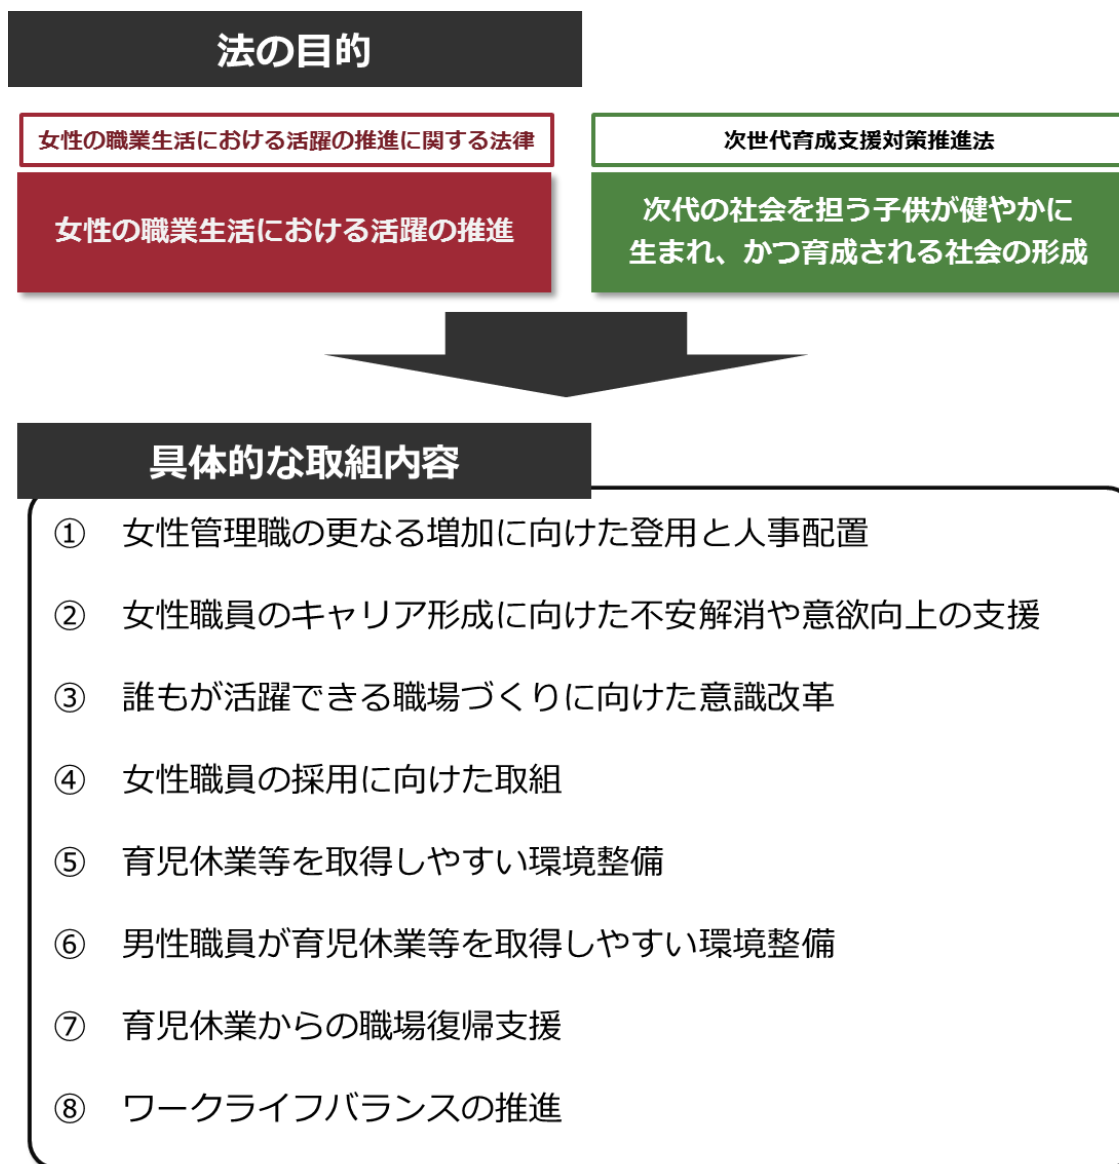 法の目的
女性の職業生活における活躍の推進に関する法律
女性の職業生活における活躍の推進
次世代育成支援対策推進法
次代の社会を担う子供が健やかに
生まれ、かつ育成される社会の形成
具体的な取組内容
① 女性管理職の更なる増加に向けた登用と人事配置
② 女性職員のキャリア形成に向けた不安解消や意欲向上の支援
③ 誰もが活躍できる職場づくりに向けた意識改革
④ 女性職員の採用に向けた取組
⑤ 育児休業等を取得しやすい環境整備
⑥ 男性職員が育児休業等を取得しやすい環境整備
⑦ 育児休業からの職場復帰支援
⑧ ワークライフバランスの推進